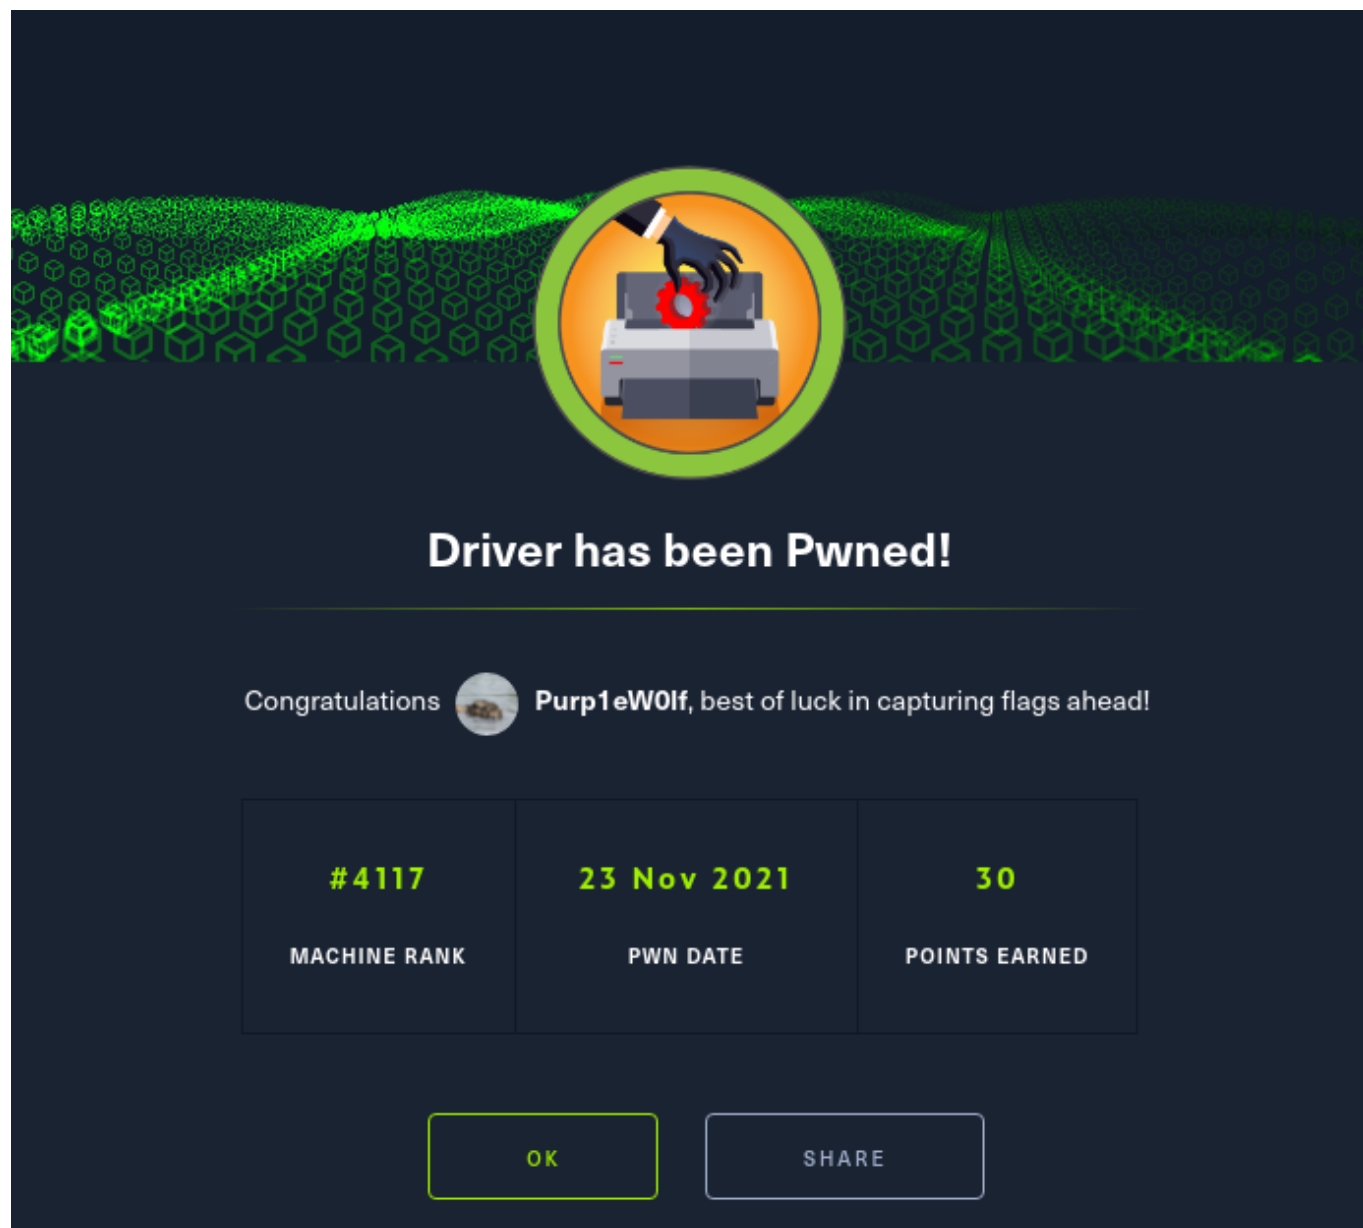 Driver has been Pwned!
Congratulations Purp1eW0lf, best of luck in capturing flags ahead!
#4117 23 Nov 2021 30
MACHINE RANK PWN DATE POINTS EARNED
OK SHARE